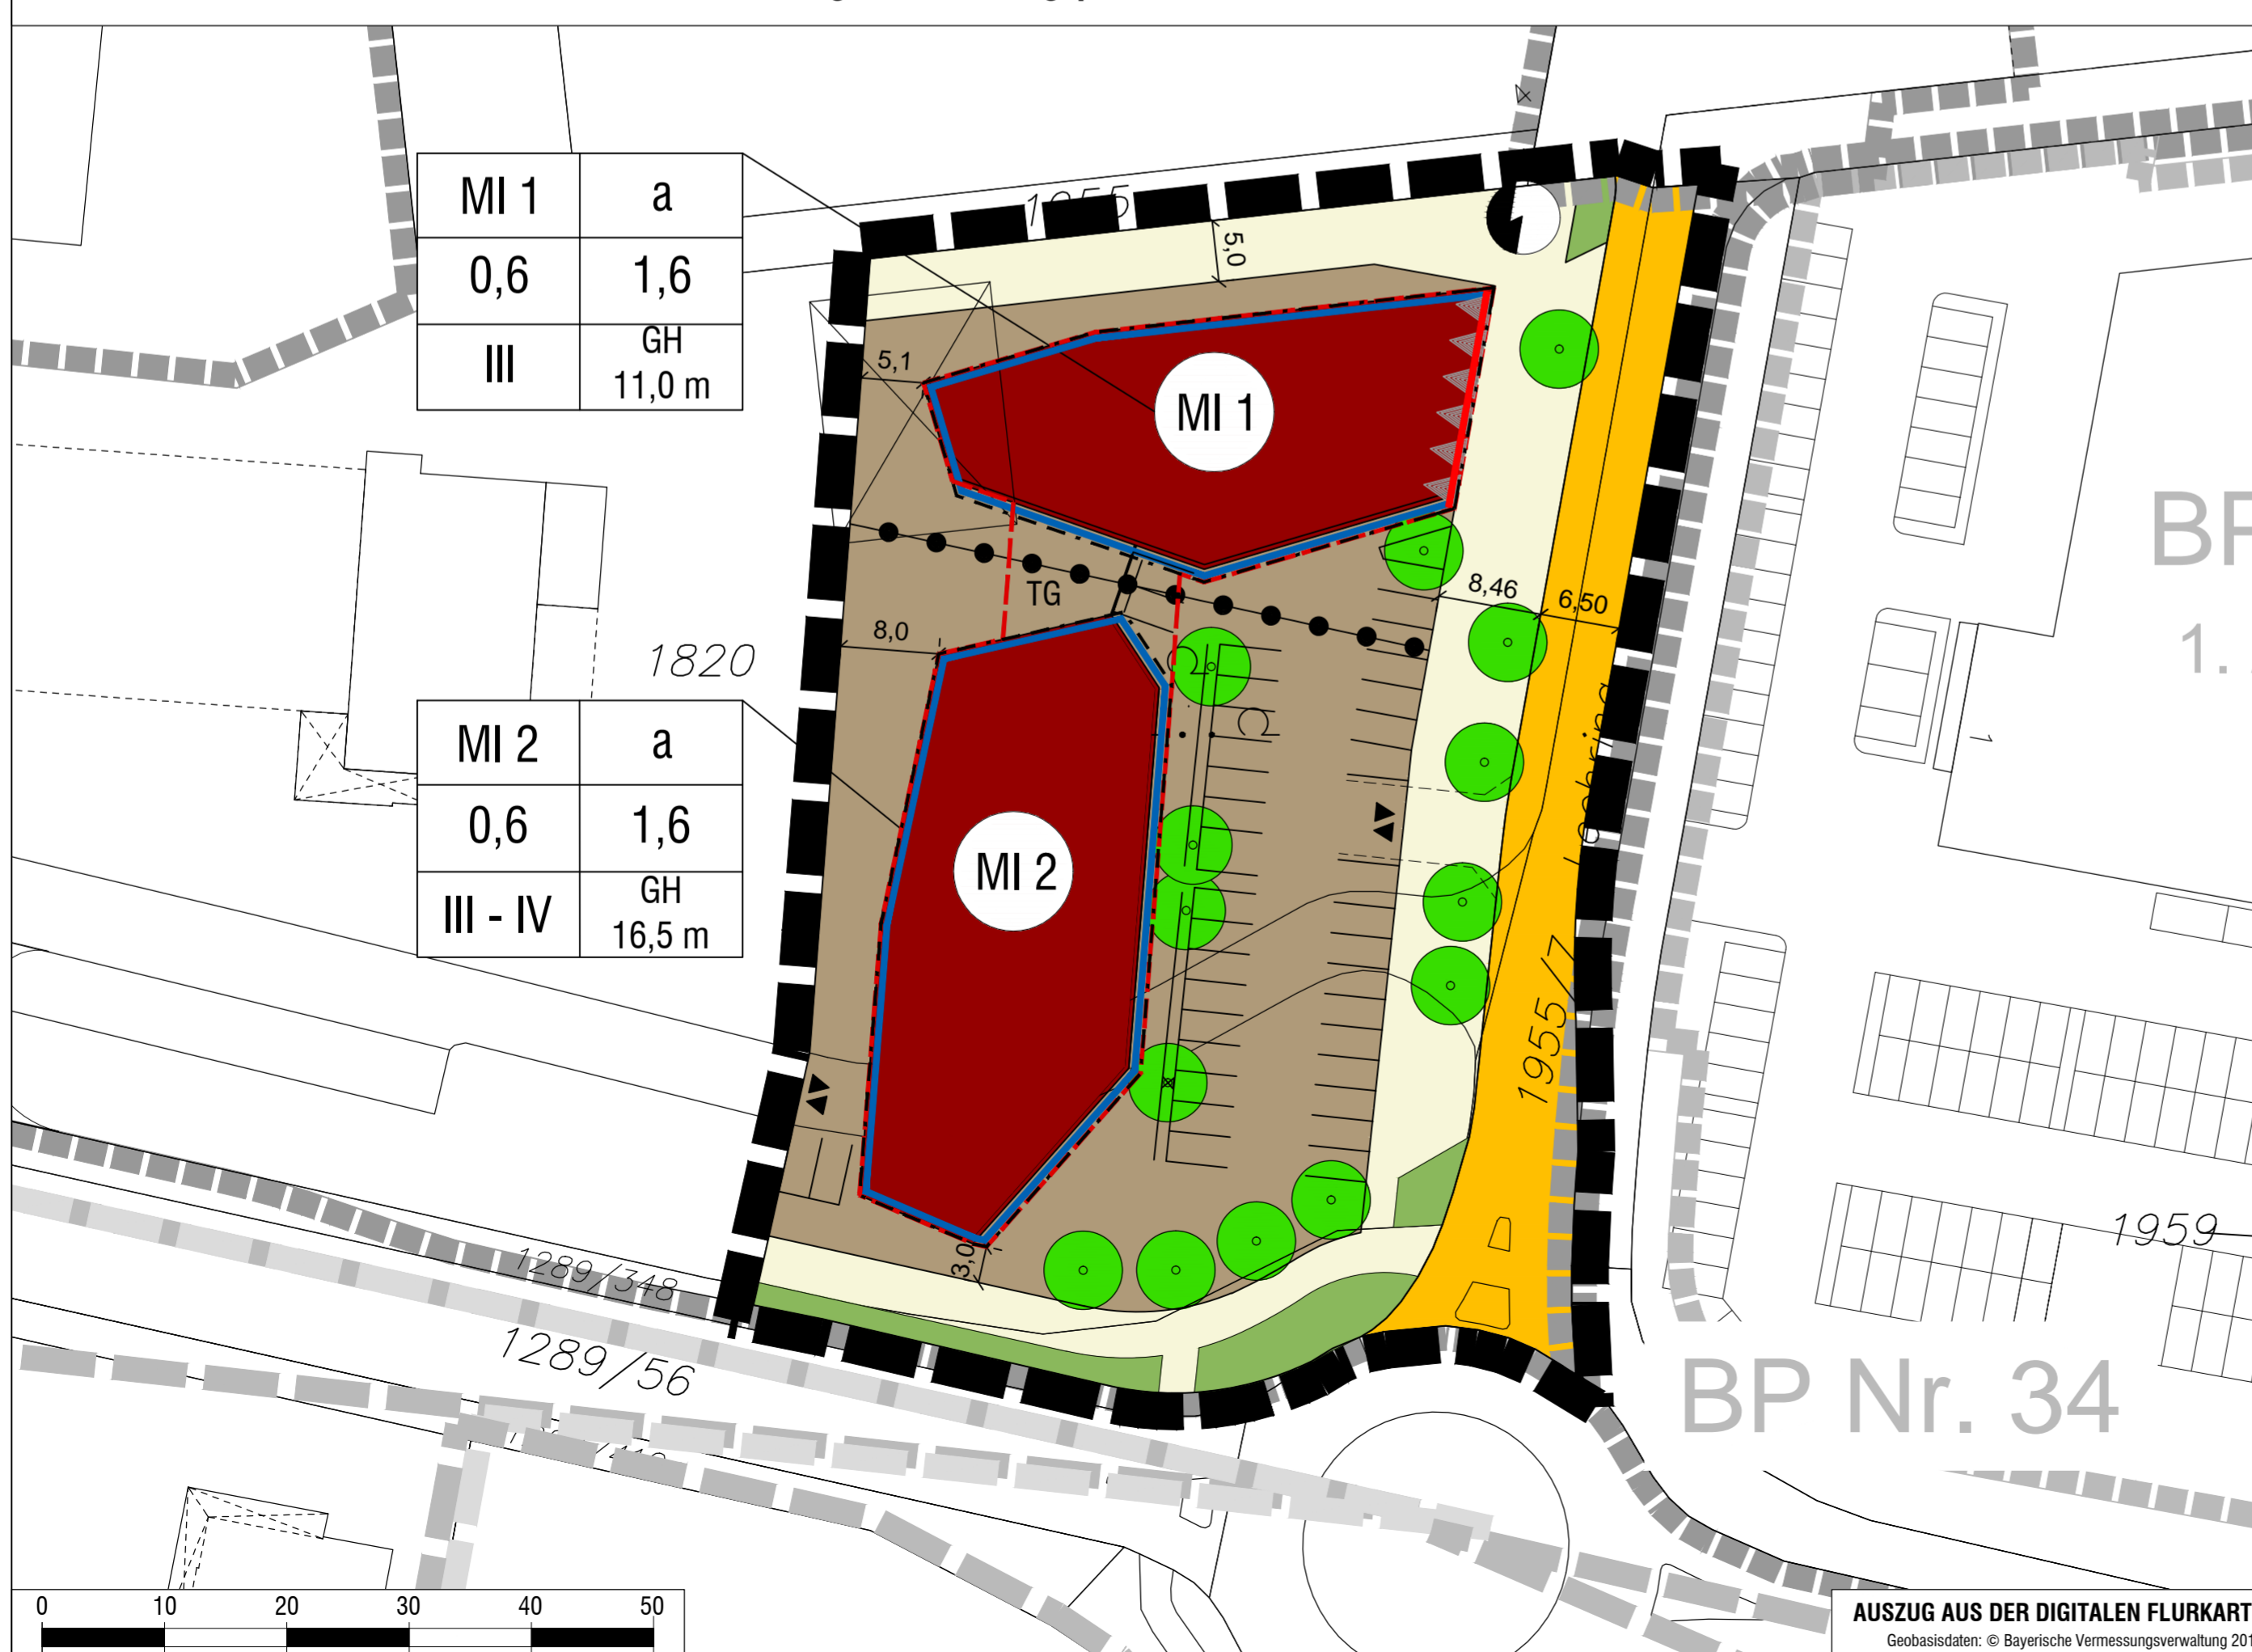 MI 1 a
0,6 1,6
III GH
11,0 m
5,0
5,1
MI 1
TG
8,46
6,50
8,0
1820
MI 2 a
0,6 1,6
III - IV GH
16,5 m
MI 2
1955/7
3,0
1289/348
1289/56
1959
BP Nr. 34
1
1.
0 10 20 30 40 50
AUSZUG AUS DER DIGITALEN FLURKART
Geobasisdaten: © Bayerische Vermessungsverwaltung 201